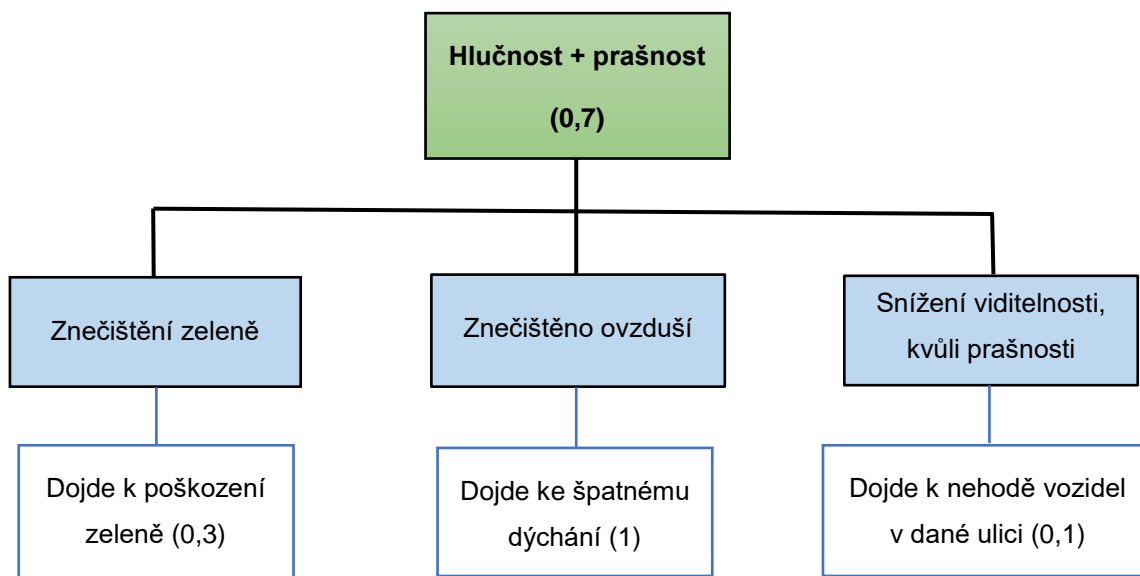 Hlučnost + prašnost
(0,7)
Znečištění zeleně
Znečištěno ovzduší
Snížení viditelnosti,
kvůli prašnosti
Dojde k poškození
zeleně (0,3)
Dojde ke špatnému
dýchání (1)
Dojde k nehodě vozidel
v dané ulici (0,1)